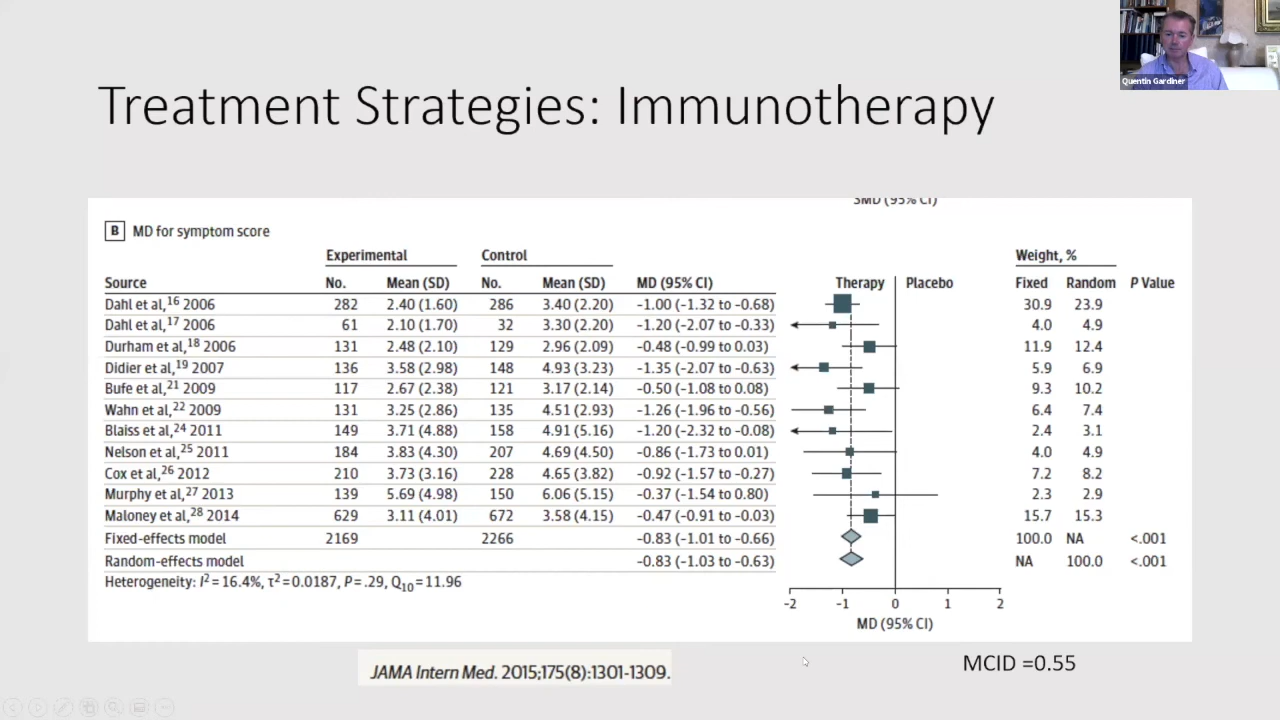 Quentin Gardiner
Treatment Strategies: Immunotherapy
SMD (95% CI)
B MD for symptom score
Experimental Control Weight, %
Source No. Mean (SD) No. Mean (SD) MD (95% CI) Therapy Placebo Fixed Random P Value
Dahl et al,16 2006 282 2.40 (1.60) 286 3.40 (2.20) -1.00 (-1.32 to -0.68) 30.9 23.9
Dahl et al,17 2006 61 2.10 (1.70) 32 3.30 (2.20) -1.20 (-2.07 to -0.33) 4.0 4.9
Durham et al,18 2006 131 2.48 (2.10) 129 2.96 (2.09) -0.48 (-0.99 to 0.03) 11.9 12.4
Didier et al,19 2007 136 3.58 (2.98) 148 4.93 (3.23) -1.35 (-2.07 to -0.63) 5.9 6.9
Bufe et al,21 2009 117 2.67 (2.38) 121 3.17 (2.14) -0.50 (-1.08 to 0.08) 9.3 10.2
Wahn et al,22 2009 131 3.25 (2.86) 135 4.51 (2.93) -1.26 (-1.96 to -0.56) 6.4 7.4
Blaiss et al,24 2011 149 3.71 (4.88) 158 4.91 (5.16) -1.20 (-2.32 to -0.08) 2.4 3.1
Nelson et al,25 2011 184 3.83 (4.30) 207 4.69 (4.50) -0.86 (-1.73 to 0.01) 4.0 4.9
Cox et al,26 2012 210 3.73 (3.16) 228 4.65 (3.82) -0.92 (-1.57 to -0.27) 7.2 8.2
Murphy et al,27 2013 139 5.69 (4.98) 150 6.06 (5.15) -0.37 (-1.54 to 0.80) 2.3 2.9
Maloney et al,28 2014 629 3.11 (4.01) 672 3.58 (4.15) -0.47 (-0.91 to -0.03) 15.7 15.3
Fixed-effects model 2169 2266 -0.83 (-1.01 to -0.66) 100.0 NA <.001
Random-effects model -0.83 (-1.03 to -0.63) NA 100.0 <.001
Heterogeneity: I2=16.4%, τ2=0.0187, P=.29, Q10=11.96
-2 -1 0 1 2
MD (95% CI)
MCID =0.55
JAMA Intern Med. 2015;175(8):1301-1309.